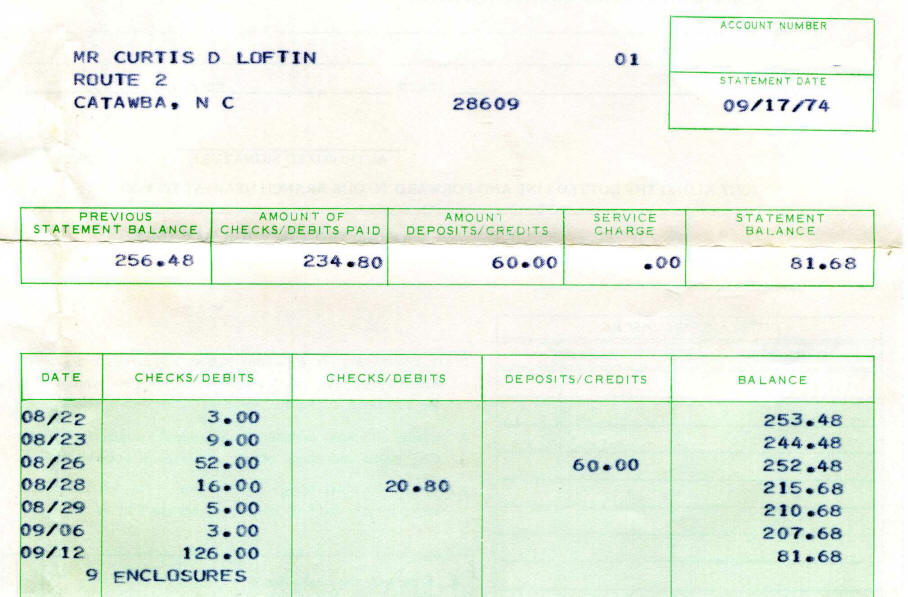 ACCOUNT NUMBER
MR CURTIS D LOFTIN 01
ROUTE 2
STATEMENT DATE
CATAWBA, N C 28609 09/17/74
PREVIOUS STATEMENT BALANCE AMOUNT OF CHECKS/DEBITS PAID AMOUNT DEPOSITS/CREDITS SERVICE CHARGE STATEMENT BALANCE
256.48 234.80 60.00 .00 81.68
DATE CHECKS/DEBITS CHECKS/DEBITS DEPOSITS/CREDITS BALANCE
08/22 3.00 253.48
08/23 9.00 244.48
08/26 52.00 60.00 252.48
08/28 16.00 20.80 215.68
08/29 5.00 210.68
09/06 3.00 207.68
09/12 126.00 81.68
9 ENCLOSURES